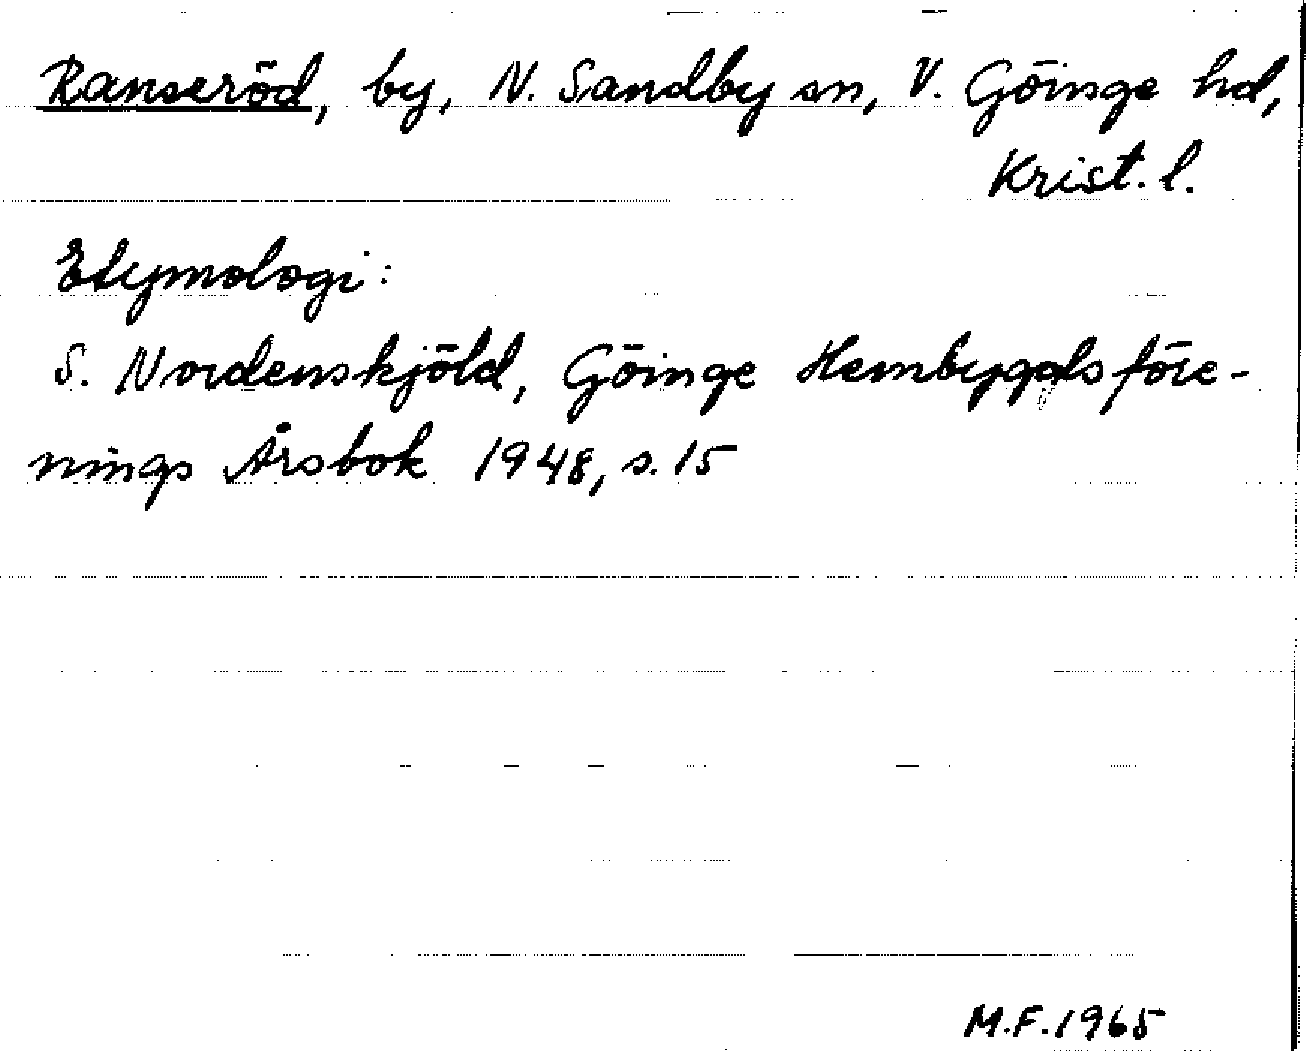 Ranseröd, by, N. Sandby sn, V. Göinge hd,
Krist. l.
Etymologi:
S. Nordenskjöld, Göinge Hembygdsföre-
nings Årsbok 1948, s. 15
M.F. 1965